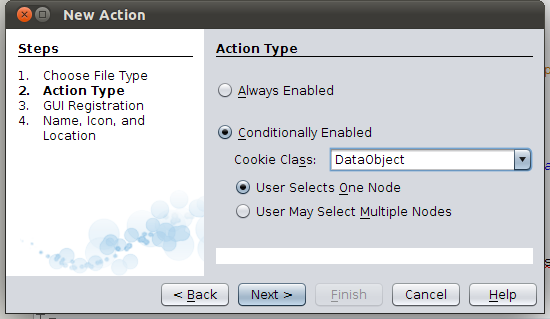 New Action
Steps
1. Choose File Type
2. Action Type
3. GUI Registration
4. Name, Icon, and
Location
Action Type
Always Enabled
Conditionally Enabled
Cookie Class: DataObject
User Selects One Node
User May Select Multiple Nodes
< Back
Next >
Finish
Cancel
Help